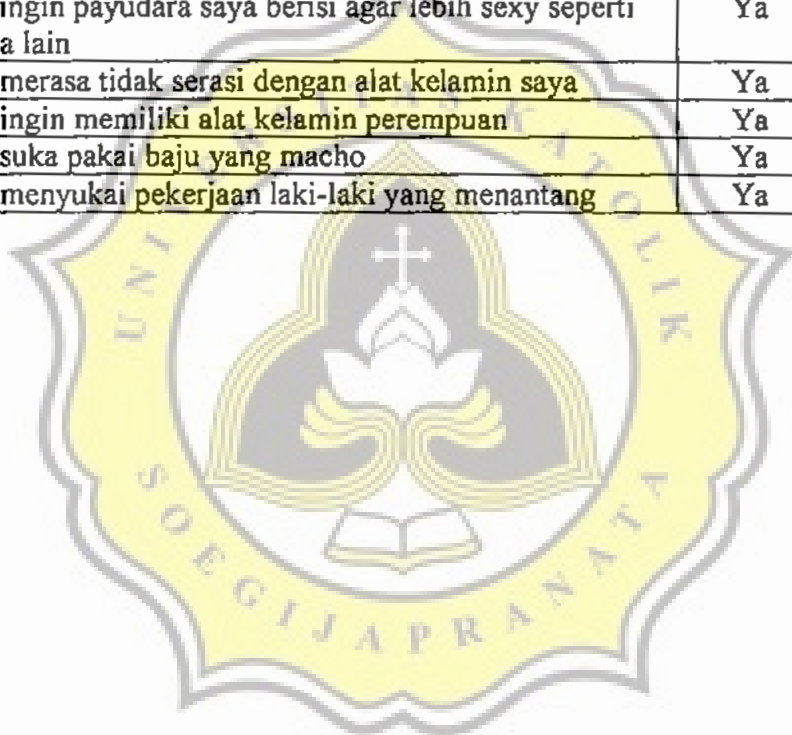 ingin payudara saya berisi agar lebih sexy seperti Ya
a lain
merasa tidak serasi dengan alat kelamin saya Ya
ingin memiliki alat kelamin perempuan Ya
suka pakai baju yang macho Ya
menyukai pekerjaan laki-laki yang menantang Ya
UNIVERSITAS KATOLIK
SOEGIJAPRANATA